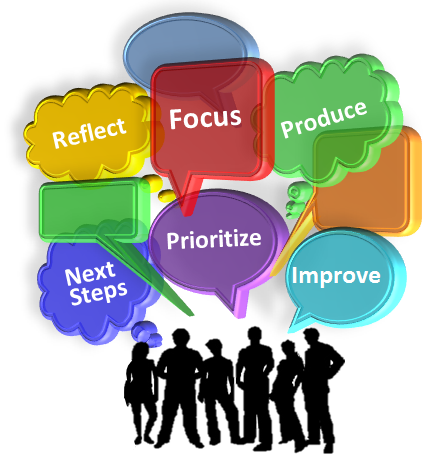 Focus
Produce
Reflect
Prioritize
Next
Steps
Improve